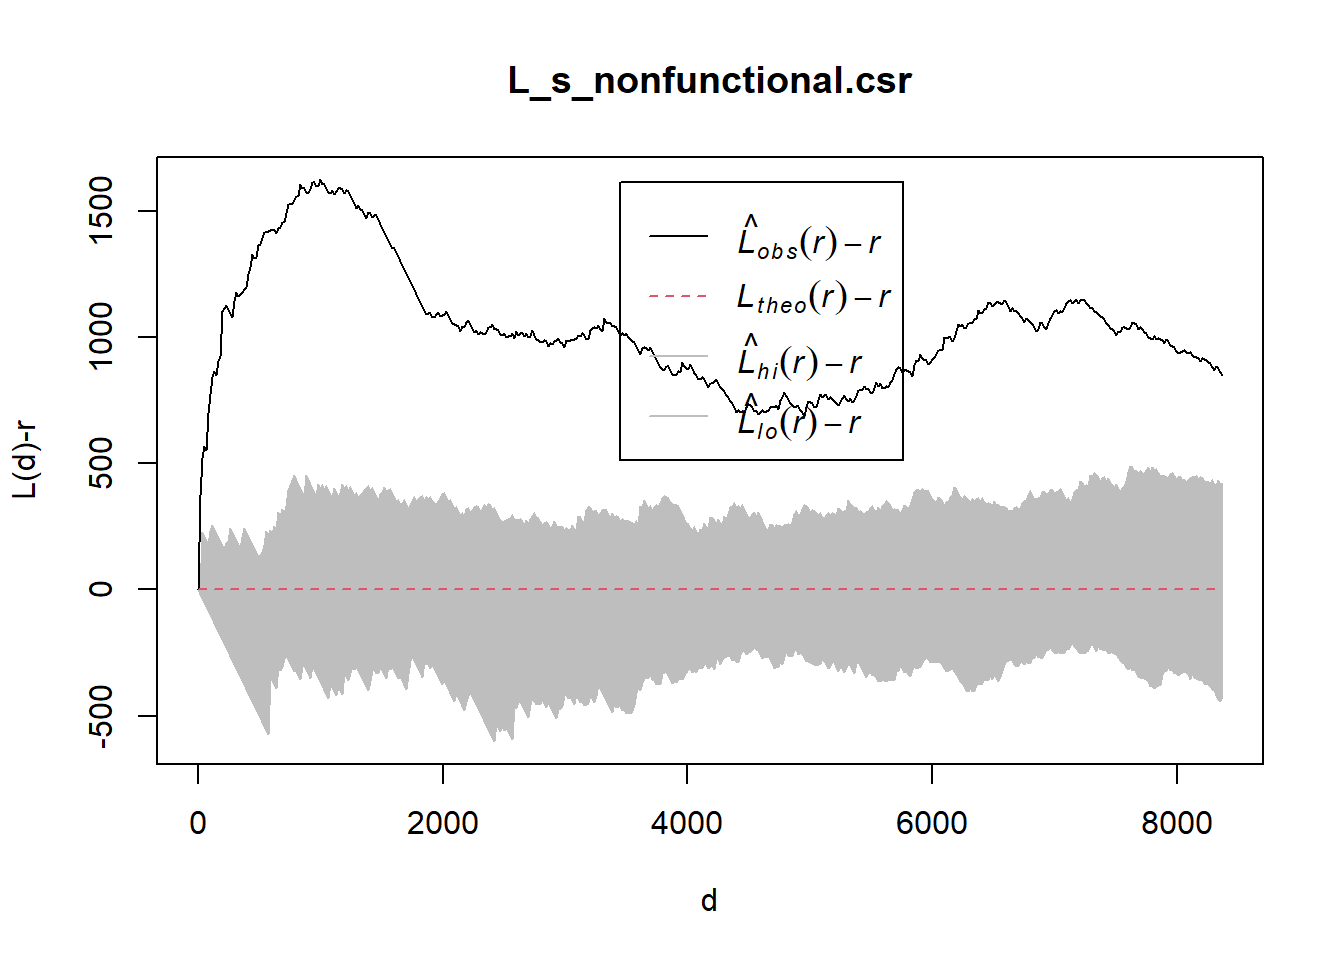 L_s_nonfunctional.csr
L̂obs(r) – r
Ltheo(r) – r
L̂hi(r) – r
L̂lo(r) – r
L(d)-r
1500
1000
500
0
-500
0 2000 4000 6000 8000
d